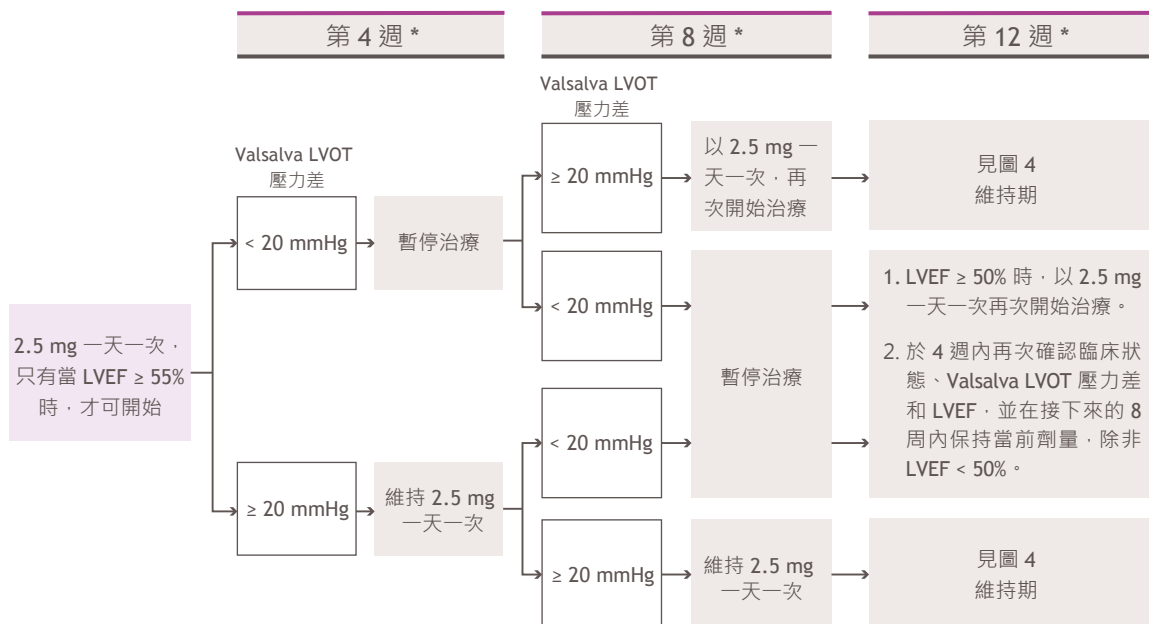 第 4 週 *
第 8 週 *
第 12 週 *
2.5 mg 一天一次，
只有當 LVEF ≥ 55%
時，才可開始
Valsalva LVOT
壓力差
< 20 mmHg
暫停治療
≥ 20 mmHg
維持 2.5 mg
一天一次
Valsalva LVOT
壓力差
≥ 20 mmHg
以 2.5 mg 一
天一次，再
次開始治療
< 20 mmHg
< 20 mmHg
暫停治療
≥ 20 mmHg
維持 2.5 mg
一天一次
見圖 4
維持期
1. LVEF ≥ 50% 時，以 2.5 mg
一天一次再次開始治療。
2. 於 4 週內再次確認臨床狀
態、Valsalva LVOT 壓力差
和 LVEF，並在接下來的 8
周內保持當前劑量，除非
LVEF < 50%。
見圖 4
維持期